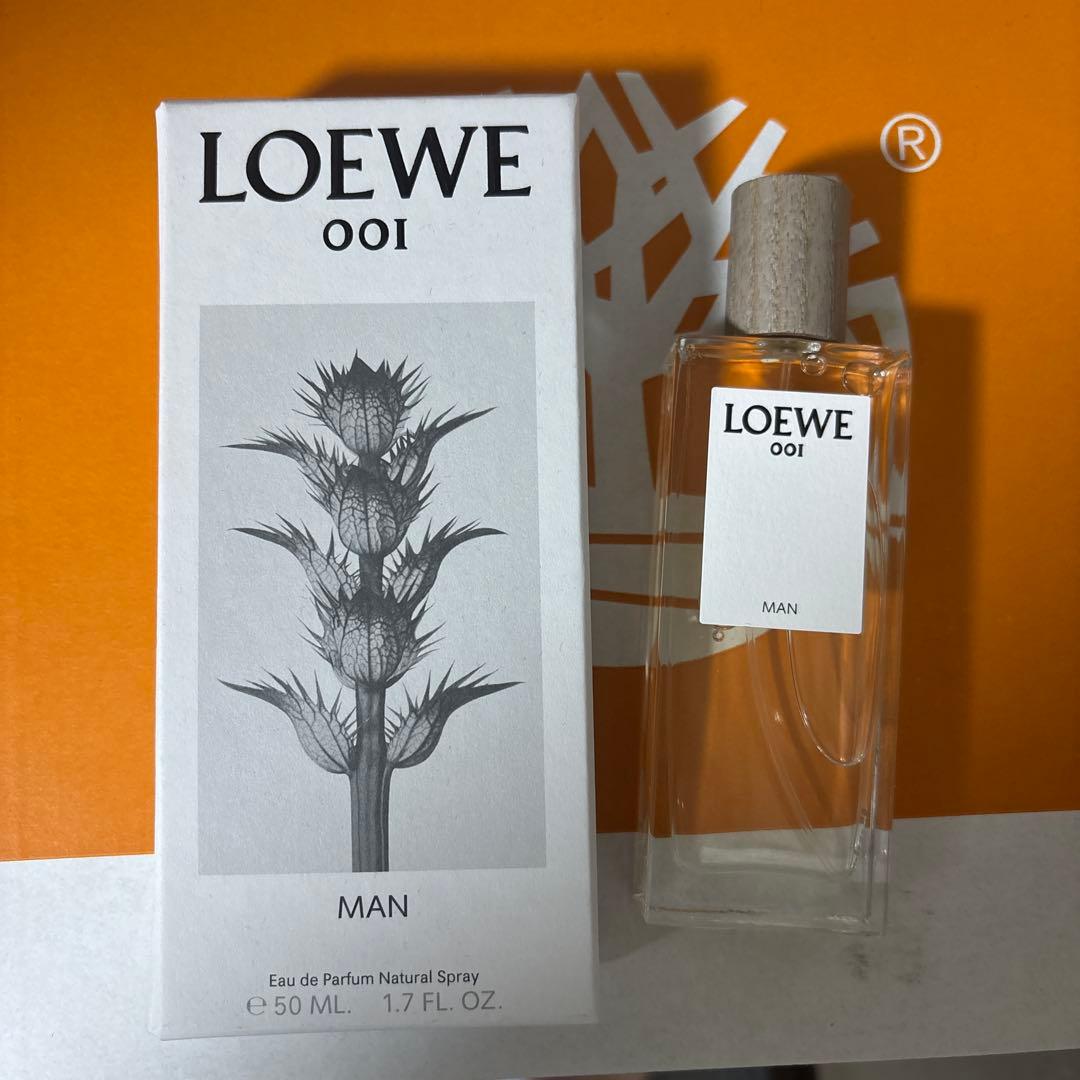 LOEWE
001
MAN
Eau de Parfum Natural Spray
℮ 50 ML. 1.7 FL. OZ.
®
LOEWE
001
MAN